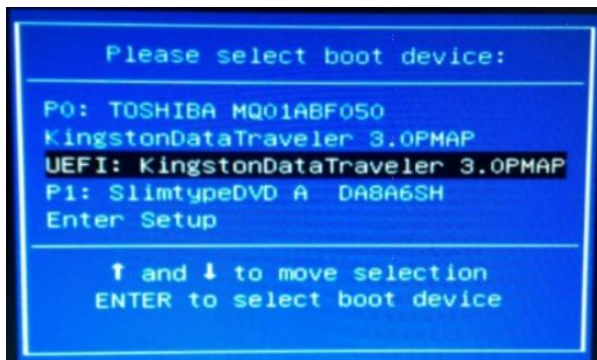 Please select boot device:
P0: TOSHIBA MQ01ABF050
KingstonDataTraveler 3.0PMAP
UEFI: KingstonDataTraveler 3.0PMAP
P1: SlimtypeDVD A DA8A6SH
Enter Setup
↑ and ↓ to move selection
ENTER to select boot device